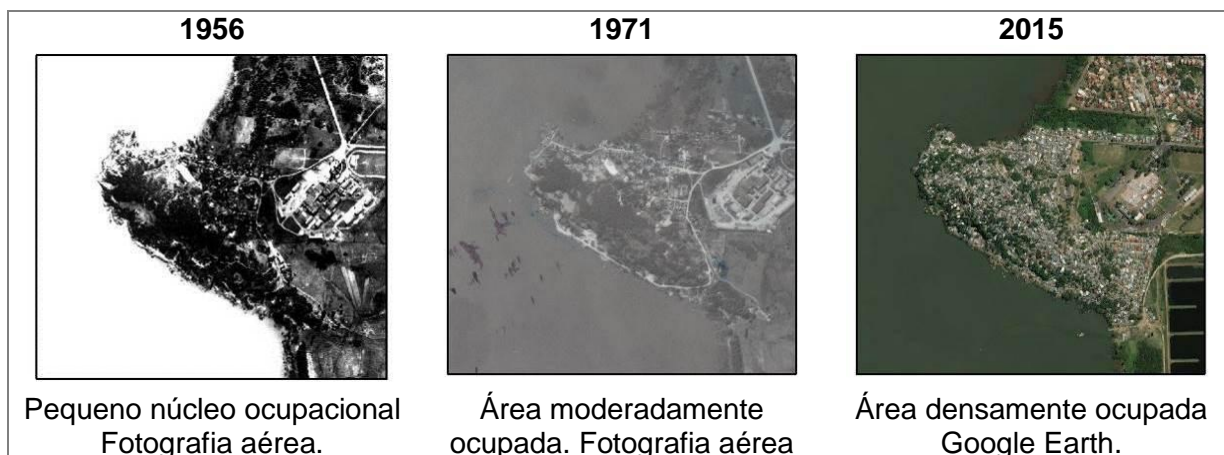 1956
1971
2015
Pequeno núcleo ocupacional
Fotografia aérea.
Área moderadamente
ocupada. Fotografia aérea
Área densamente ocupada
Google Earth.